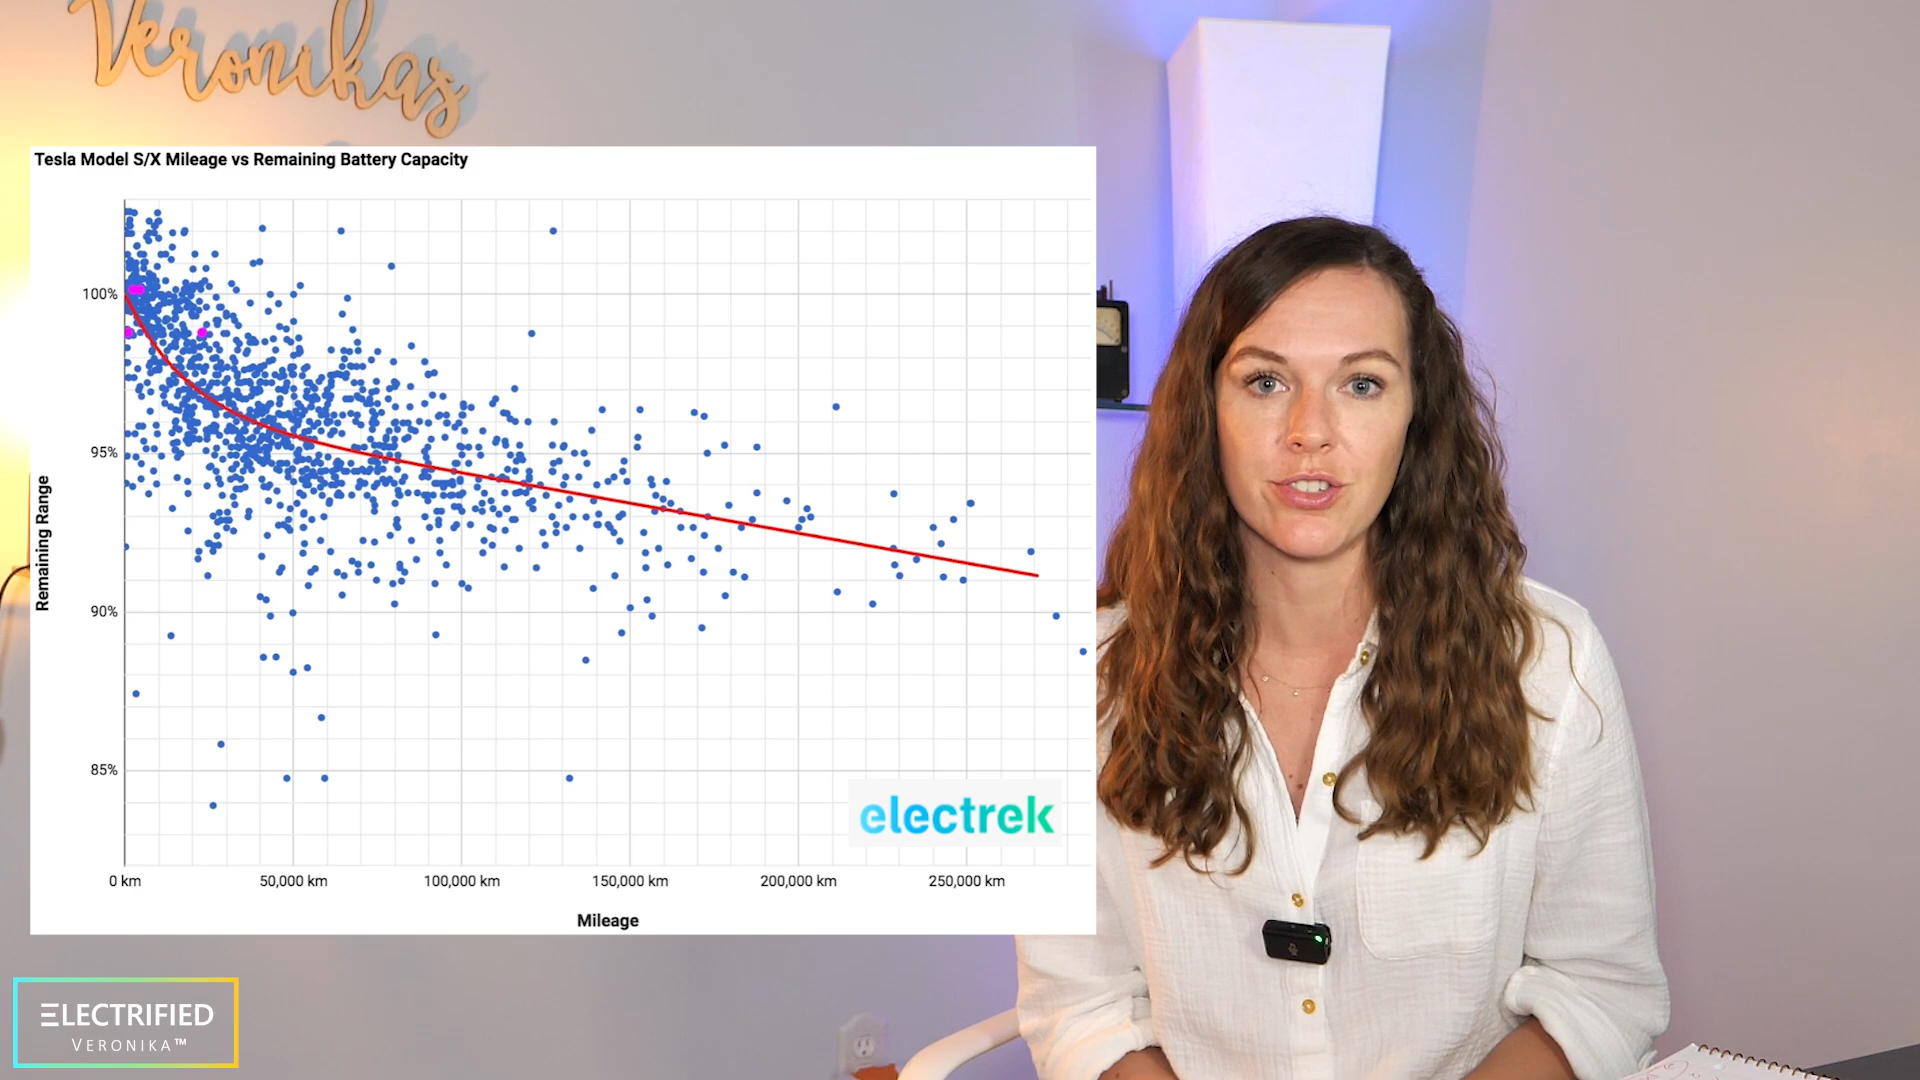 Veronikas
Tesla Model S/X Mileage vs Remaining Battery Capacity
Remaining Range
100%
95%
90%
85%
0 km
50,000 km
100,000 km
150,000 km
200,000 km
250,000 km
Mileage
electrek
ELECTRIFIED
VERONIKA™